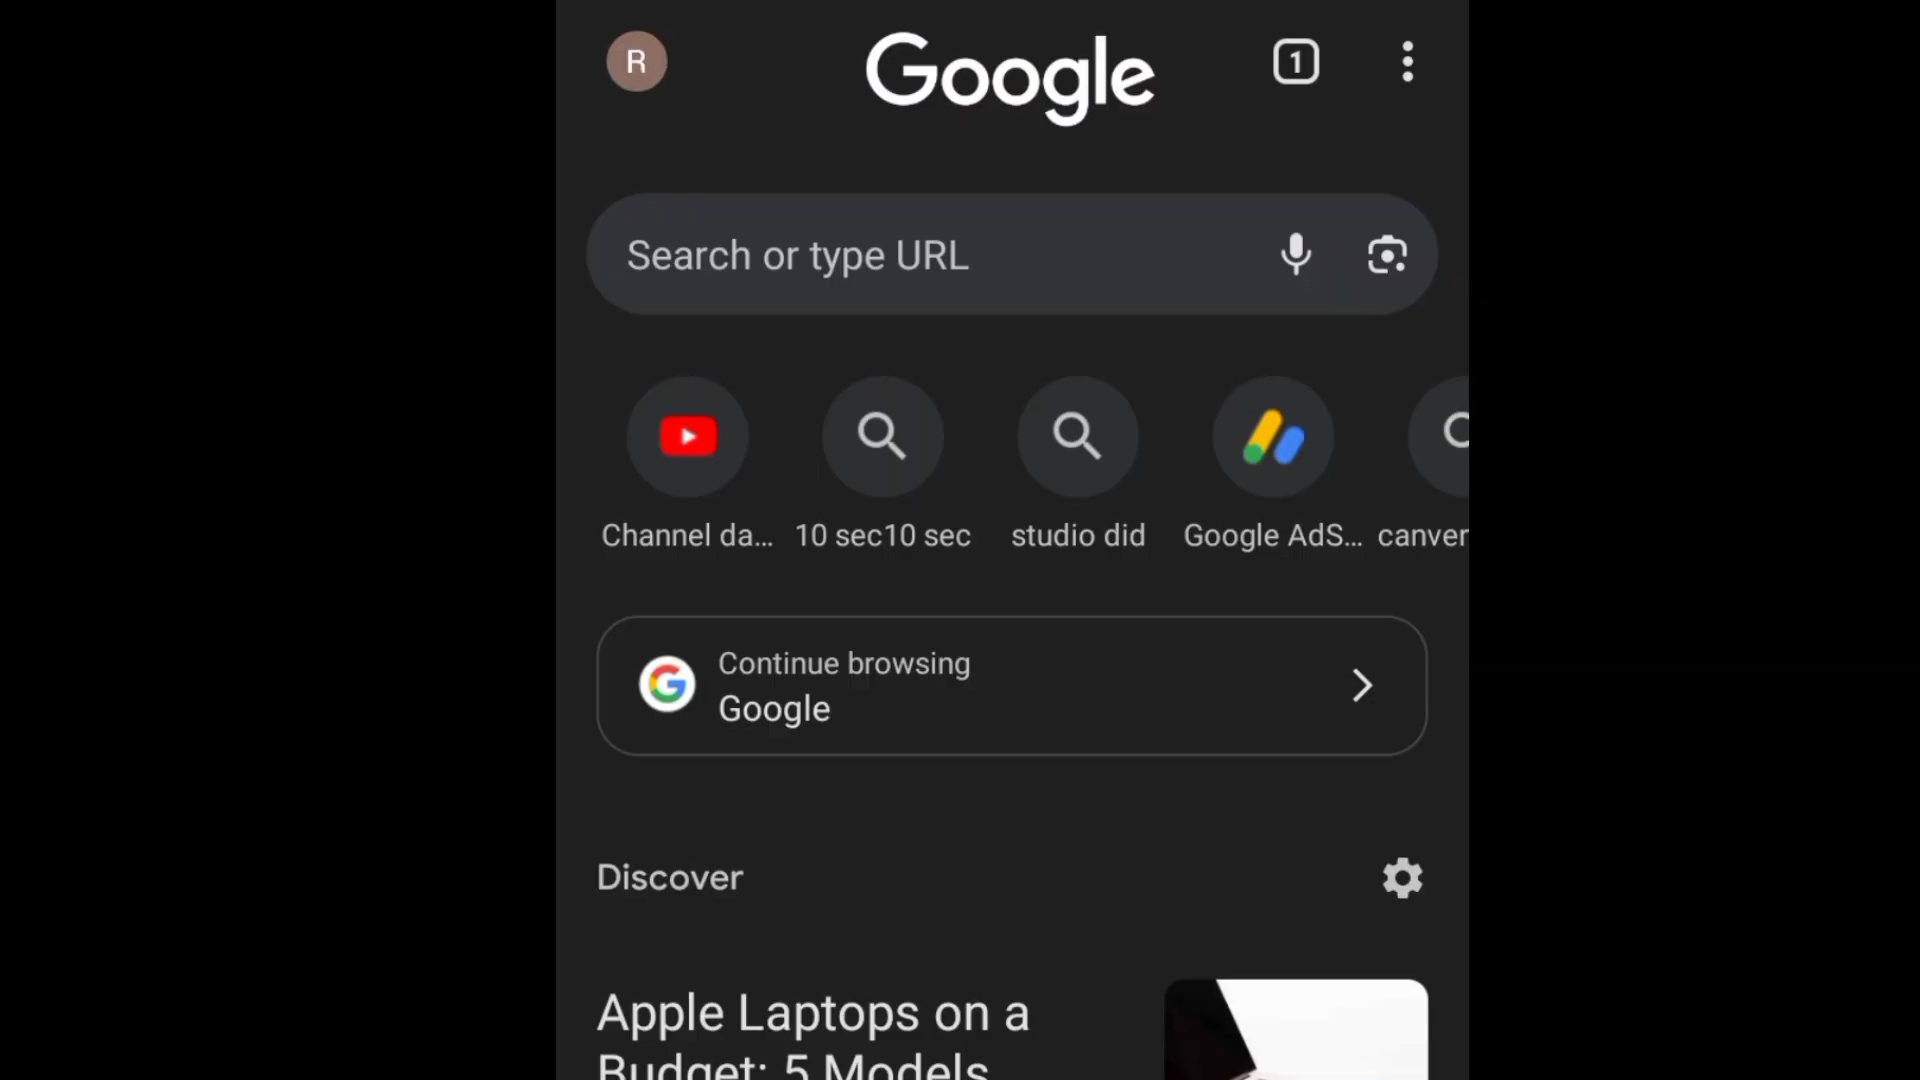 R
Google
1
Search or type URL
Channel da...
10 sec10 sec
studio did
Google AdS...
canver
Continue browsing
Google
Discover
Apple Laptops on a
Budget: 5 Models